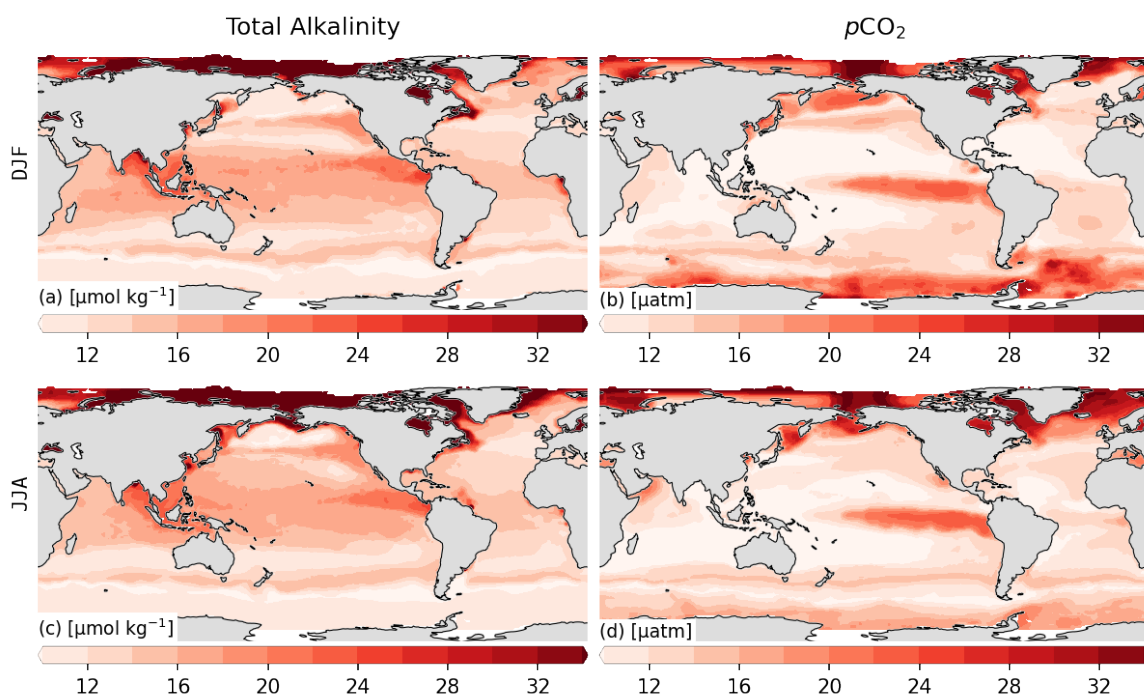 Total Alkalinity
pCO₂
DJF
(a) [μmol kg⁻¹]
(b) [μatm]
12 16 20 24 28 32
12 16 20 24 28 32
JJA
(c) [μmol kg⁻¹]
(d) [μatm]
12 16 20 24 28 32
12 16 20 24 28 32